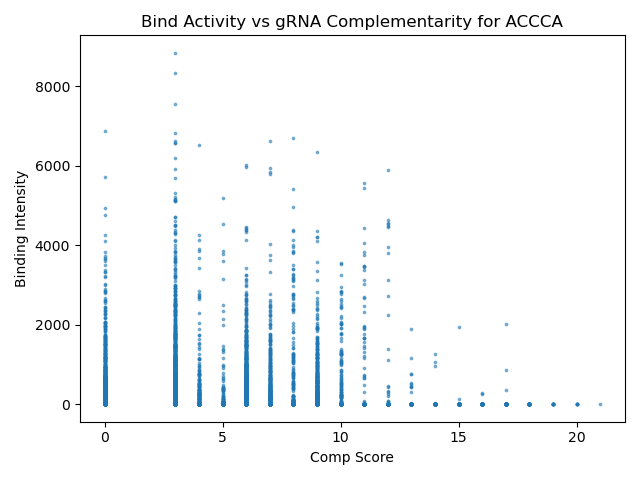 Bind Activity vs gRNA Complementarity for ACCCA
Binding Intensity
8000
6000
4000
2000
0
0 5 10 15 20
Comp Score